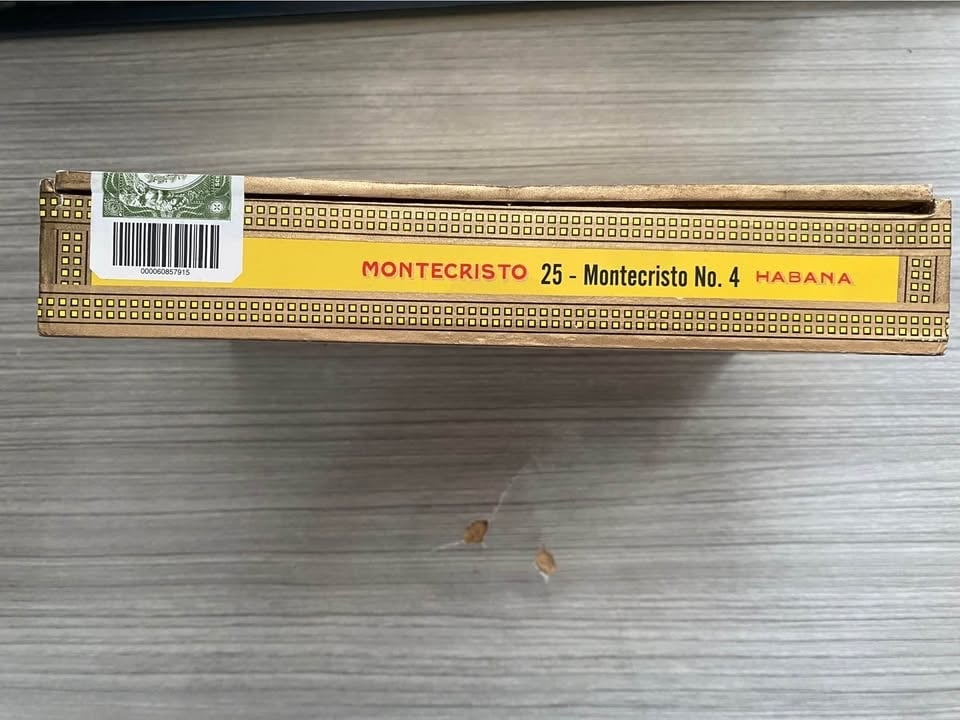 000060857915
MONTECRISTO 25 - Montecristo No. 4 HABANA